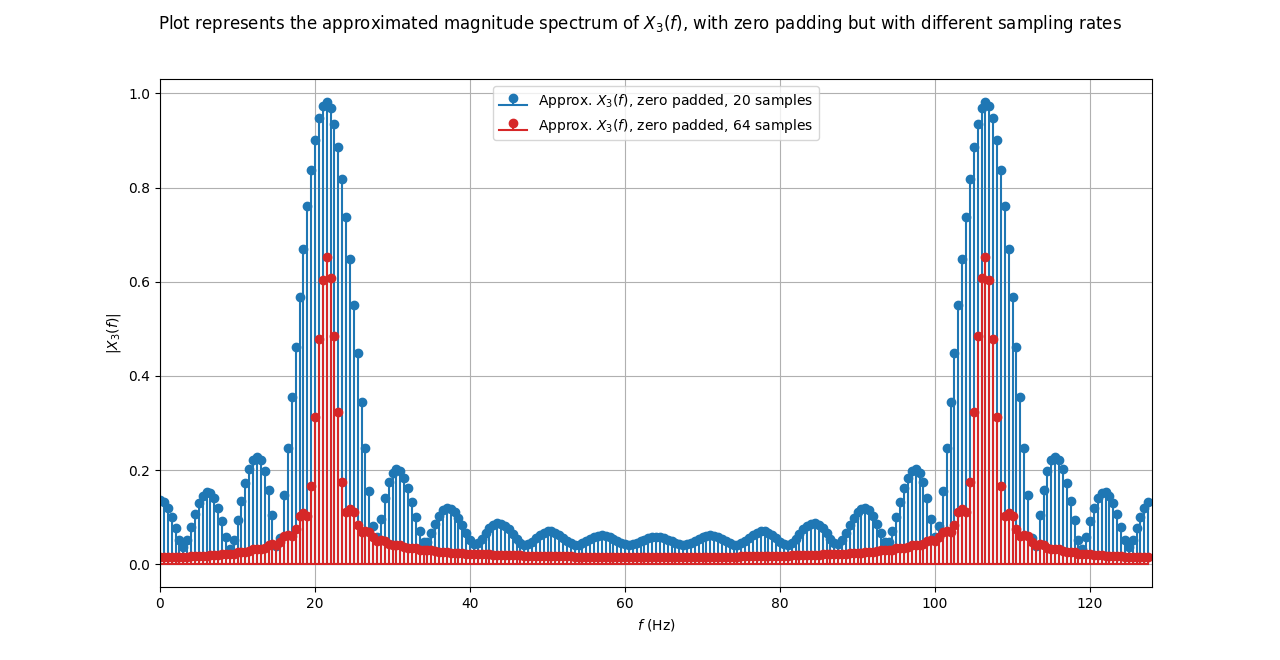 Plot represents the approximated magnitude spectrum of X₃(f), with zero padding but with different sampling rates
Approx. X₃(f), zero padded, 20 samples
Approx. X₃(f), zero padded, 64 samples
1.0
0.8
0.6
0.4
0.2
0.0
|X₃(f)|
0 20 40 60 80 100 120
f (Hz)